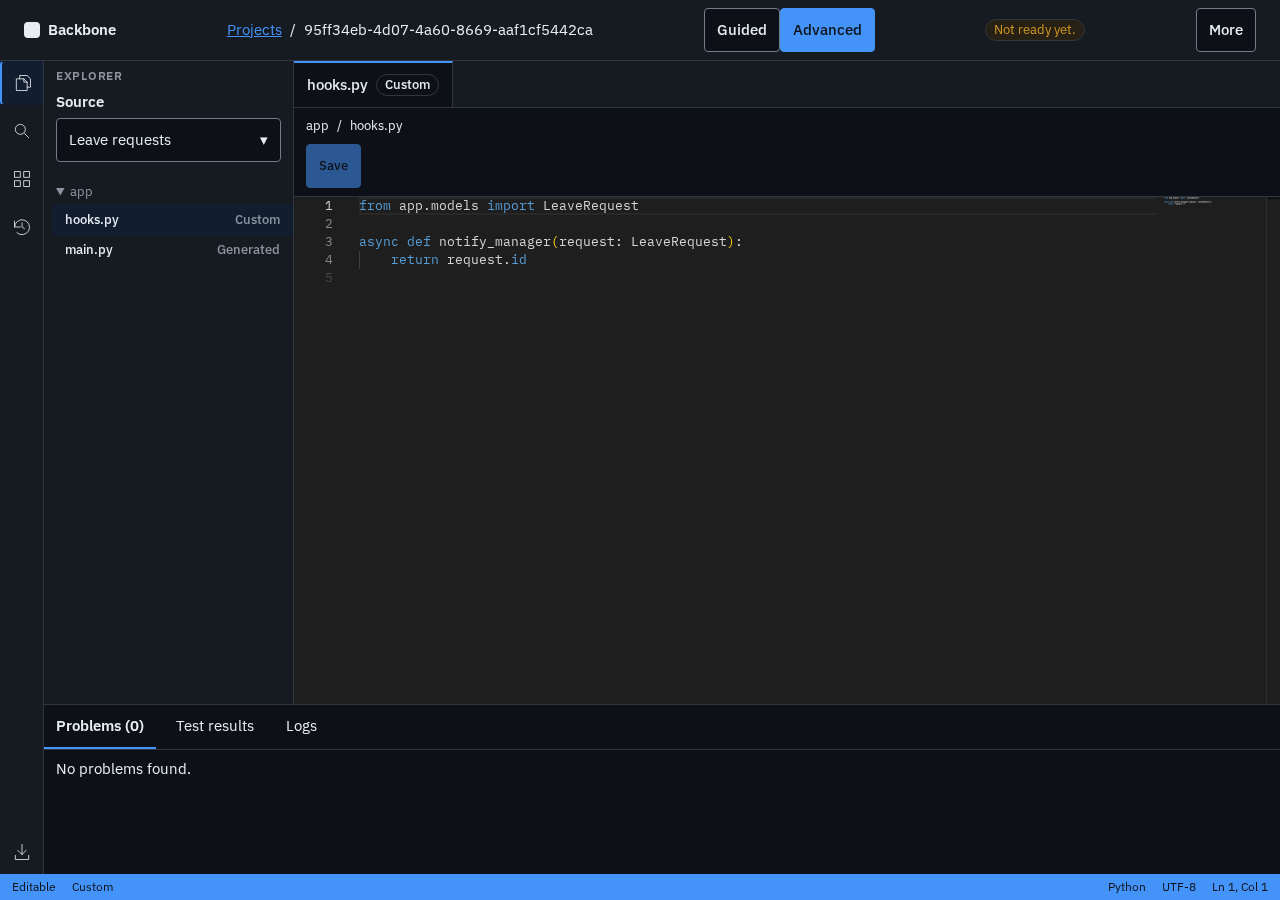 Backbone
Projects / 95ff34eb-4d07-4a60-8669-aaf1cf5442ca
Guided
Advanced
Not ready yet.
More
EXPLORER
Source
Leave requests
app
hooks.py Custom
main.py Generated
hooks.py Custom
app / hooks.py
Save
1 from app.models import LeaveRequest
2
3 async def notify_manager(request: LeaveRequest):
4     return request.id
5
Problems (0)
Test results
Logs
No problems found.
Editable Custom
Python UTF-8 Ln 1, Col 1